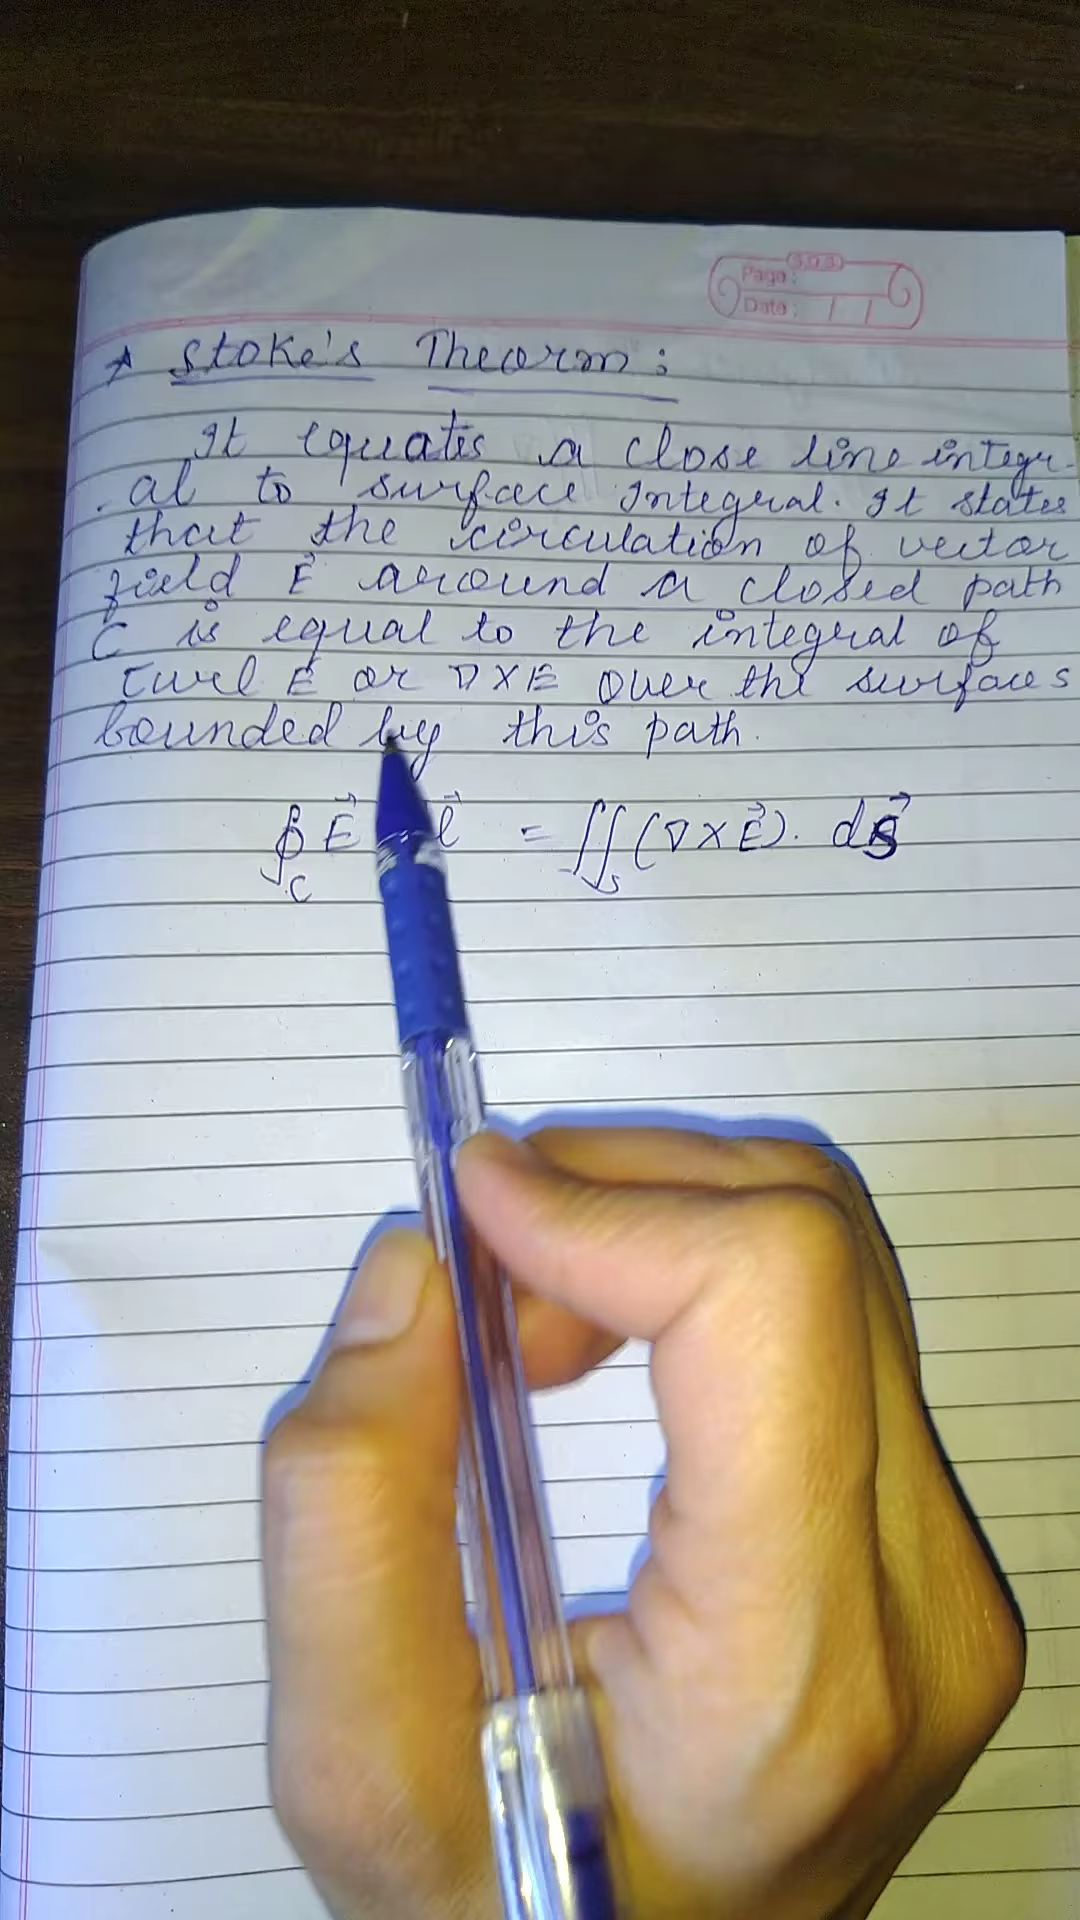 S.D.S.
Page:
Date: / /
* Stoke's Theorm:
It equates a close line integr-
al to surface Integral. It states
that the circulation of vector
field E⃗ around a closed path
C is equal to the integral of
curl E⃗ or ∇×E over the surfaces
bounded by this path.
∮_C E⃗ ℓ⃗ = ∬_S (∇×E⃗). dS⃗